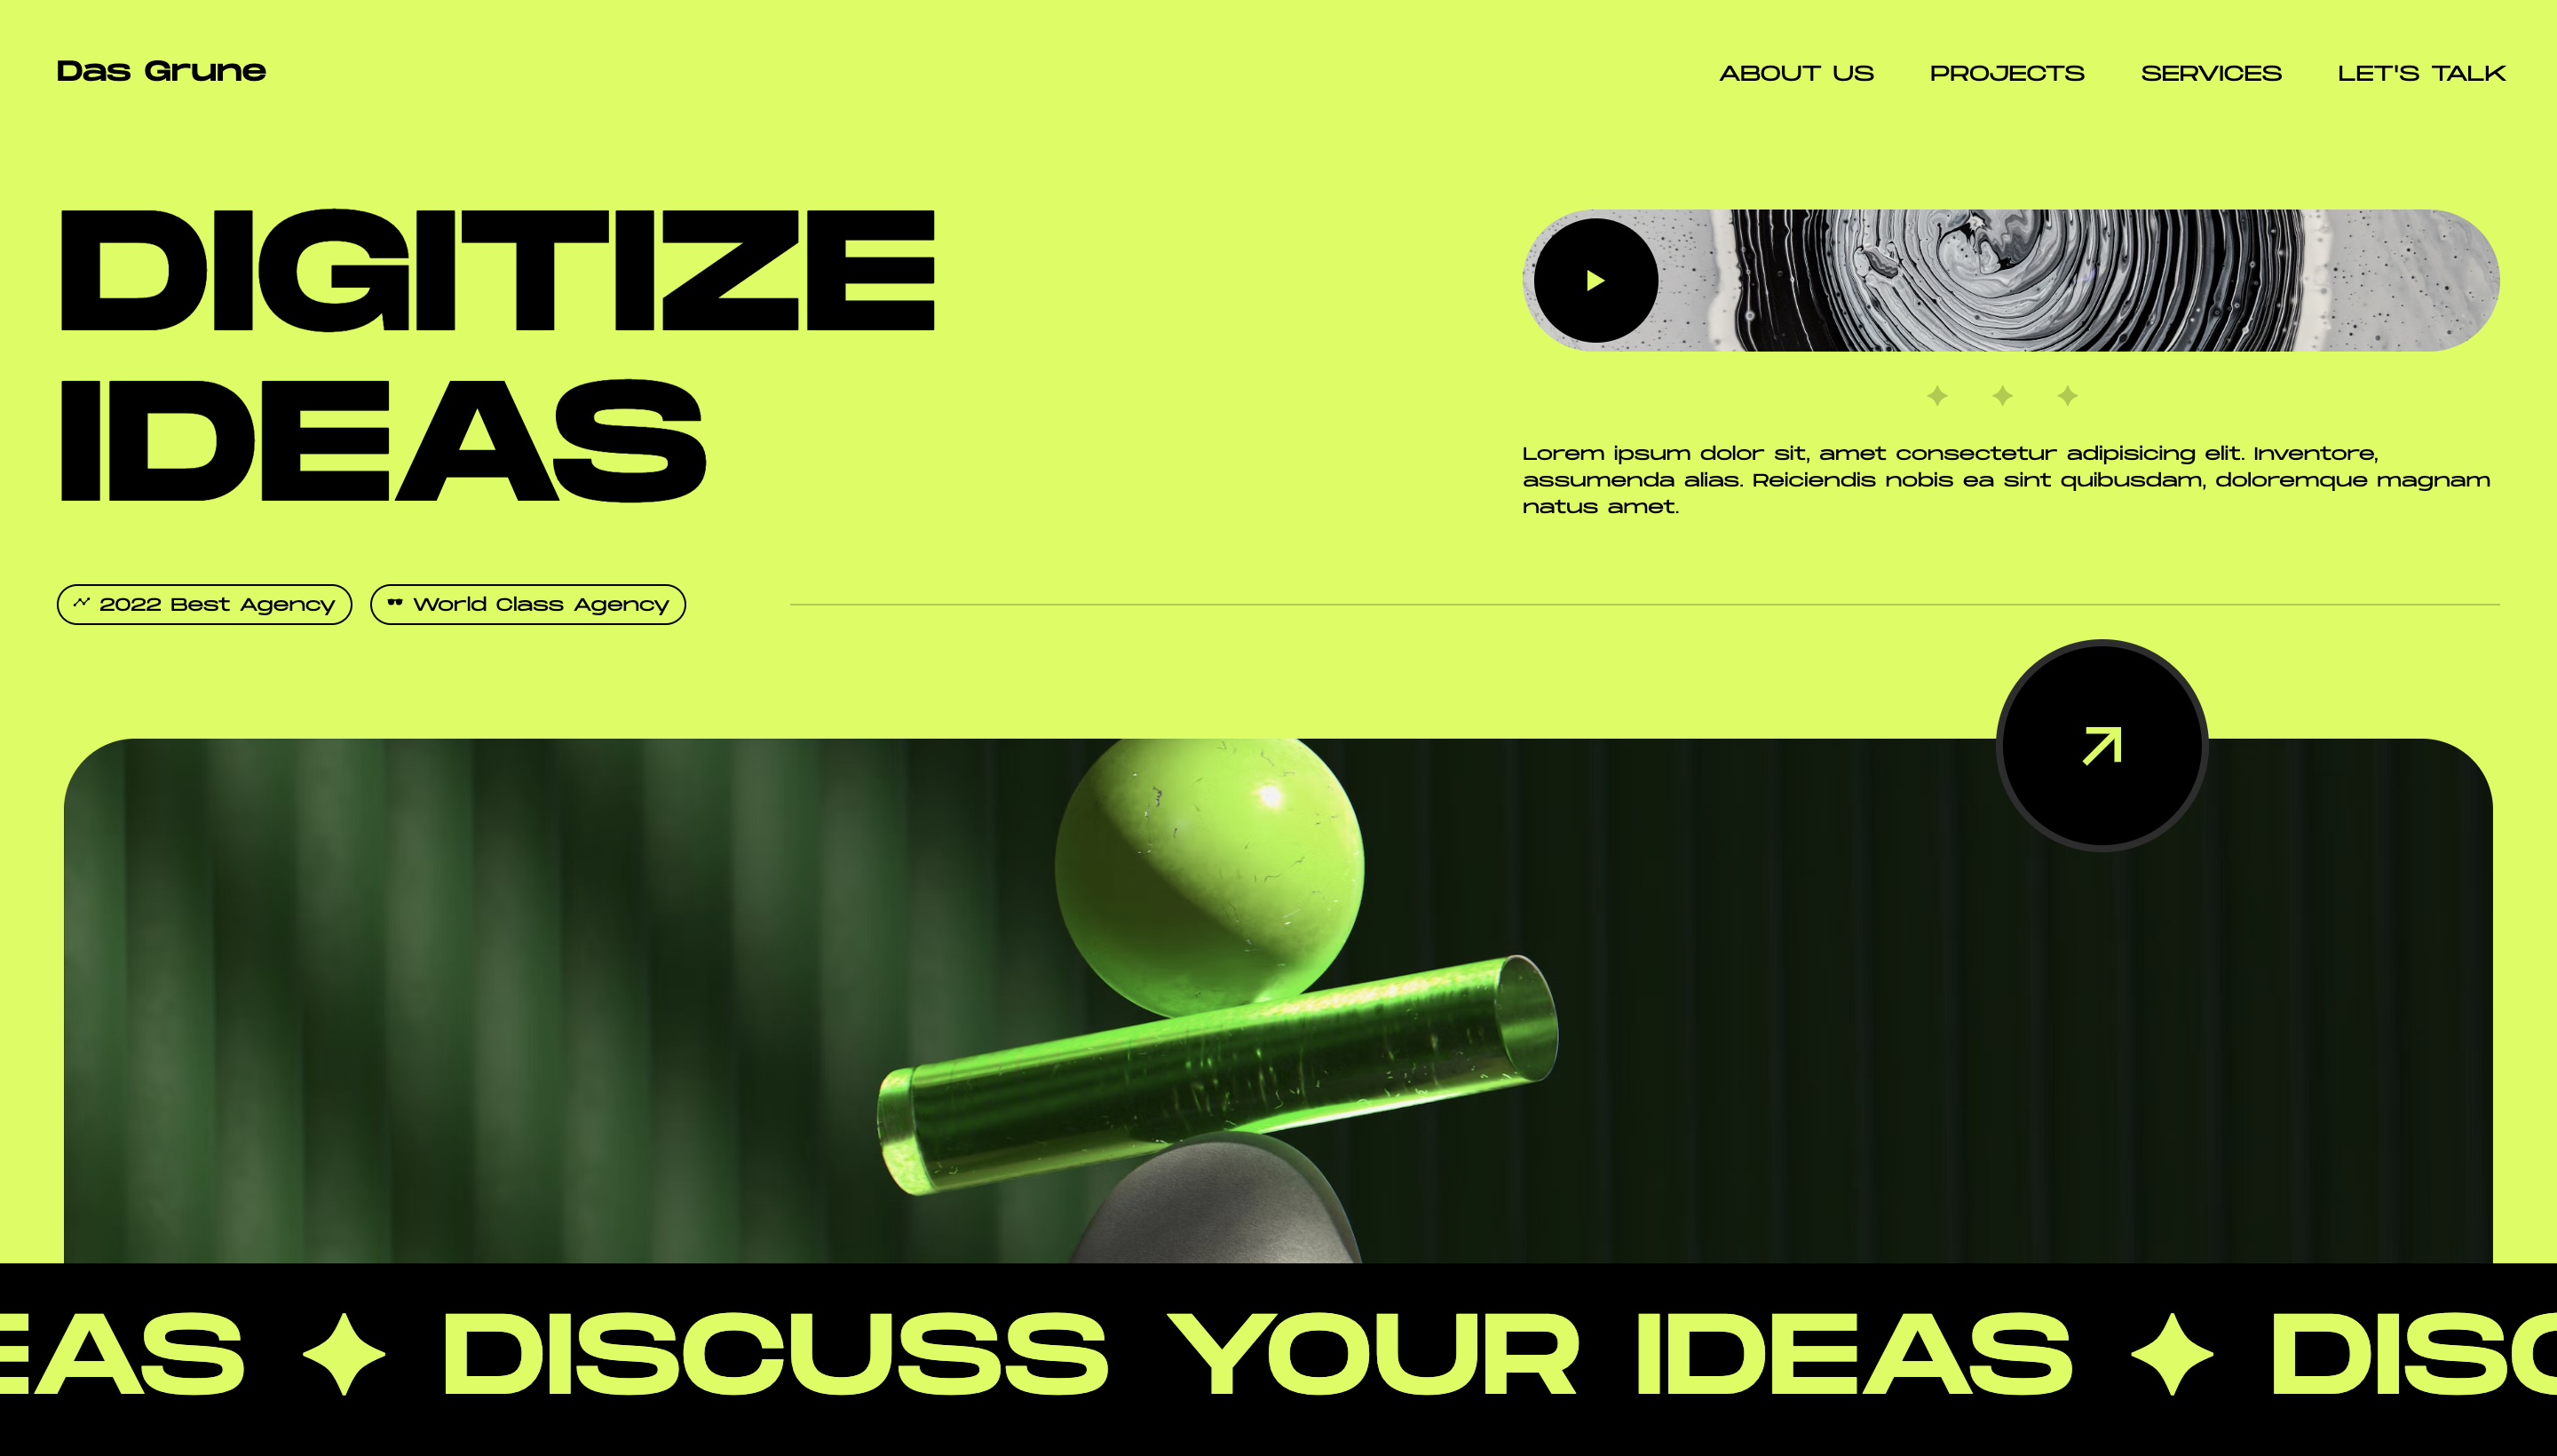 Das Grune
ABOUT US
PROJECTS
SERVICES
LET'S TALK
DIGITIZE
IDEAS
Lorem ipsum dolor sit, amet consectetur adipisicing elit. Inventore,
assumenda alias. Reiciendis nobis ea sint quibusdam, doloremque magnam
natus amet.
2022 Best Agency
World Class Agency
EAS ✦ DISCUSS YOUR IDEAS ✦ DISC